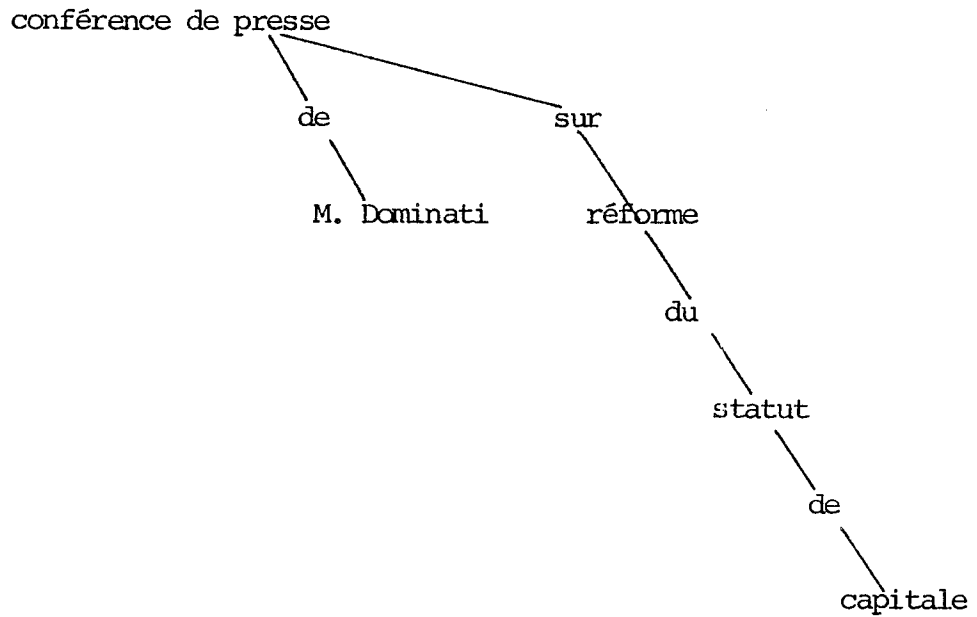 conférence de presse
de sur
M. Dominati réforme
du
statut
de
capitale